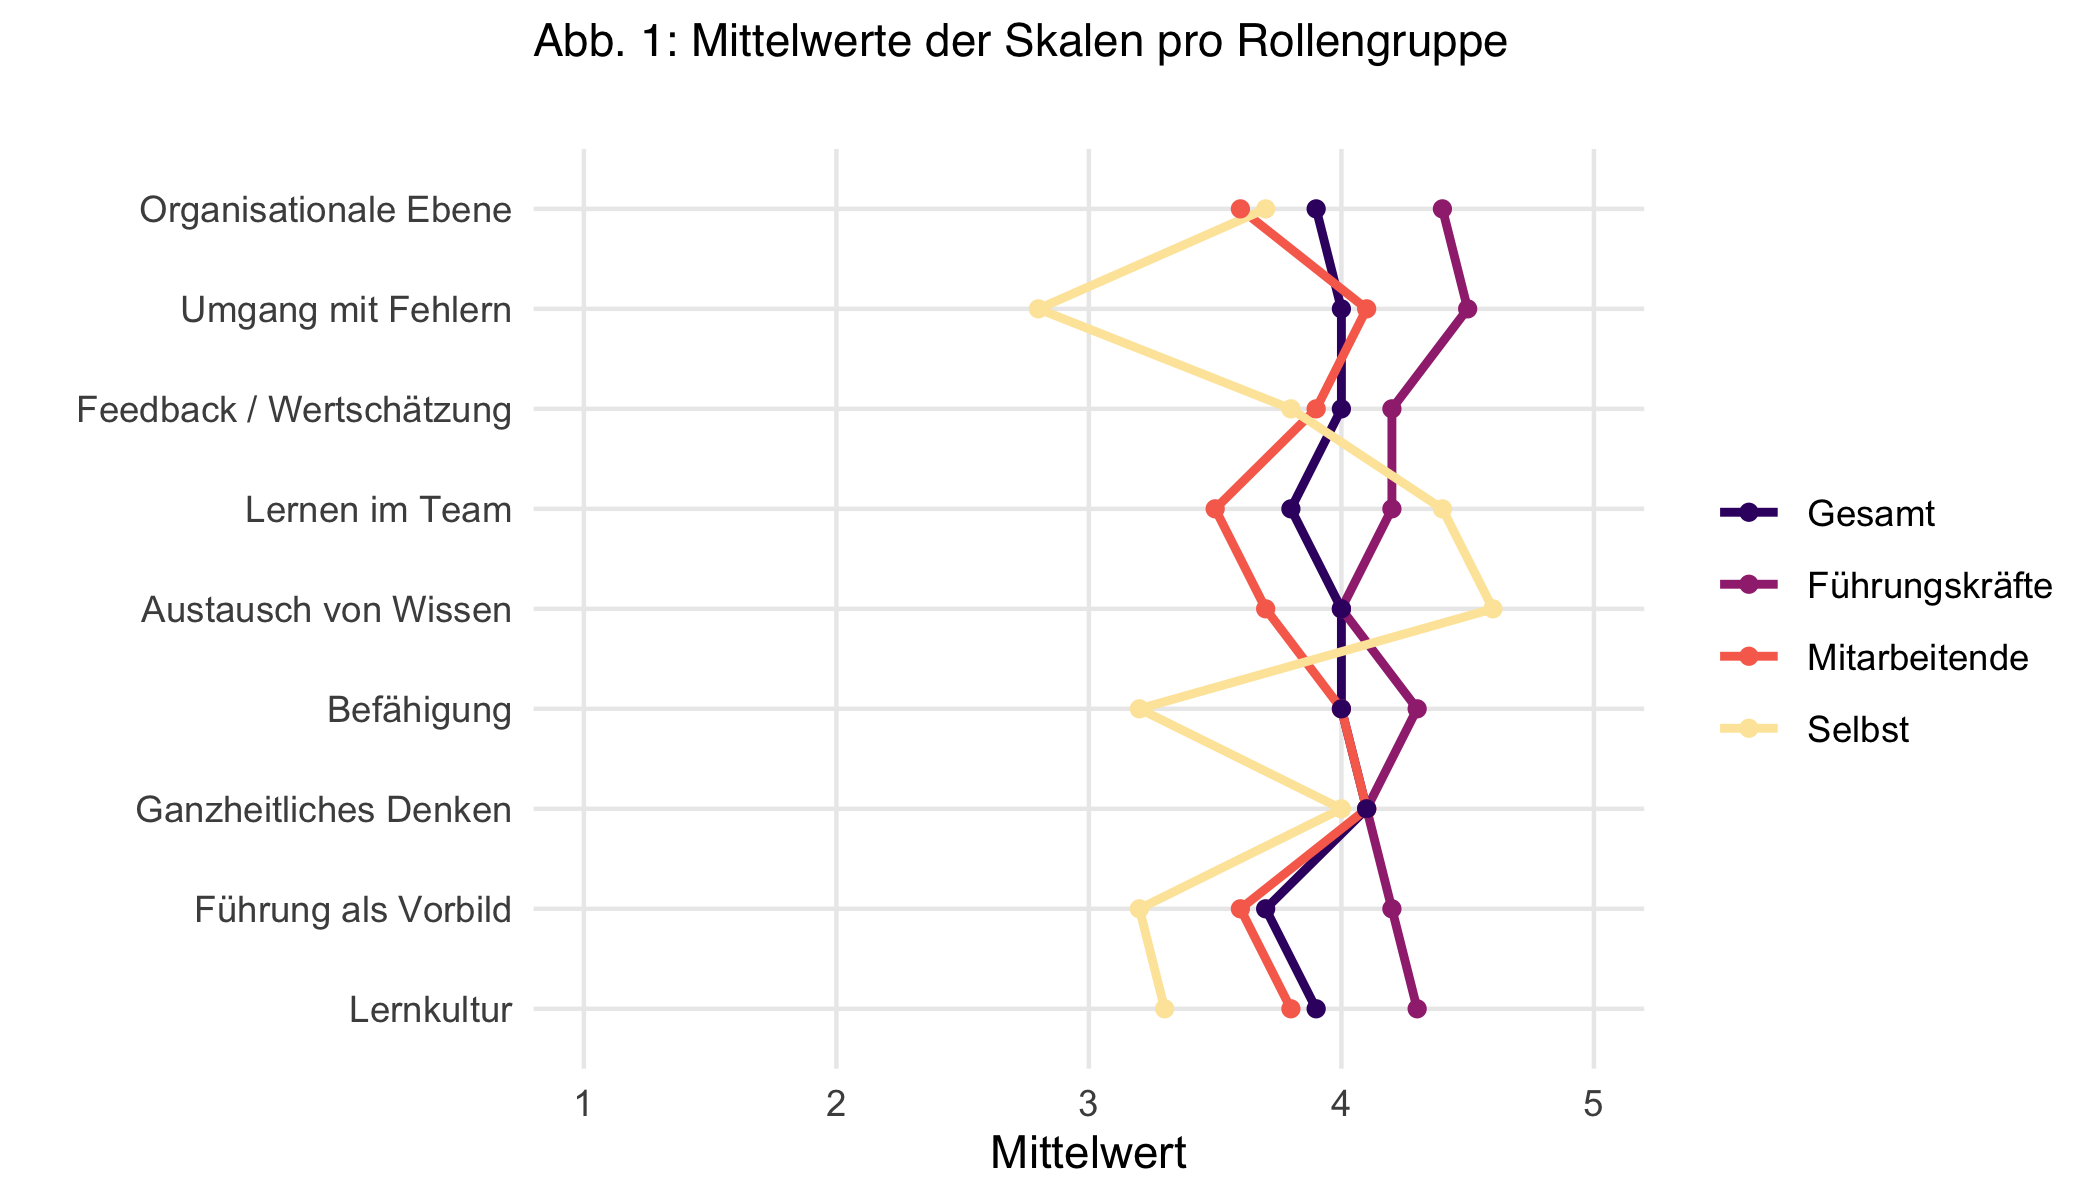 Abb. 1: Mittelwerte der Skalen pro Rollengruppe
Organisationale Ebene
Umgang mit Fehlern
Feedback / Wertschätzung
Lernen im Team
Austausch von Wissen
Befähigung
Ganzheitliches Denken
Führung als Vorbild
Lernkultur
1 2 3 4 5
Mittelwert
Gesamt
Führungskräfte
Mitarbeitende
Selbst